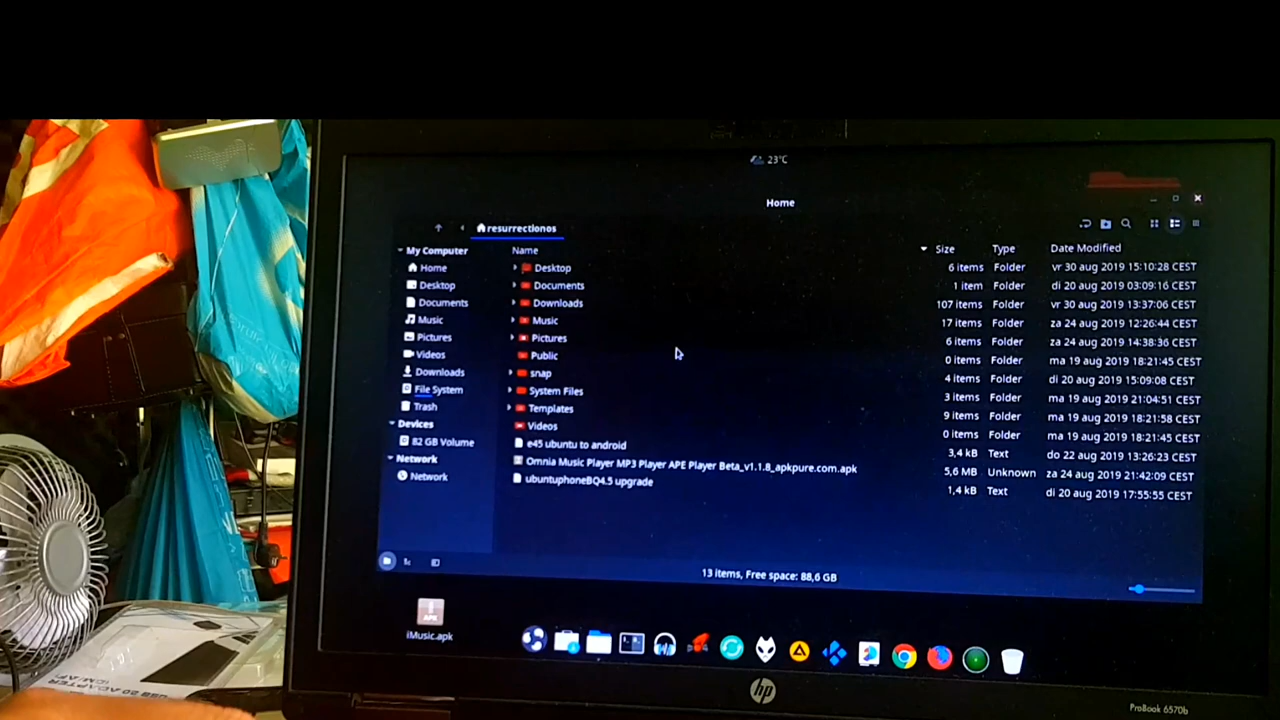 23°C
Home
resurrectionos
My Computer
Name
Size
Type
Date Modified
Home
Desktop
6 items
Folder
vr 30 aug 2019 15:10:28 CEST
Desktop
Documents
1 item
Folder
di 20 aug 2019 03:09:16 CEST
Documents
Downloads
107 items
Folder
vr 30 aug 2019 13:37:06 CEST
Music
Music
17 items
Folder
za 24 aug 2019 12:26:44 CEST
Pictures
Pictures
6 items
Folder
za 24 aug 2019 14:38:36 CEST
Videos
Public
0 items
Folder
ma 19 aug 2019 18:21:45 CEST
Downloads
snap
4 items
Folder
di 20 aug 2019 15:09:08 CEST
File System
System Files
3 items
Folder
ma 19 aug 2019 21:04:51 CEST
Trash
Templates
9 items
Folder
ma 19 aug 2019 18:21:58 CEST
Devices
Videos
0 items
Folder
ma 19 aug 2019 18:21:45 CEST
82 GB Volume
e45 ubuntu to android
3,4 kB
Text
do 22 aug 2019 13:26:23 CEST
Network
Omnia Music Player MP3 Player APE Player Beta_v1.1.8_apkpure.com.apk
5,6 MB
Unknown
za 24 aug 2019 21:42:09 CEST
Network
ubuntuphoneBQ4.5 upgrade
1,4 kB
Text
di 20 aug 2019 17:55:55 CEST
13 items, Free space: 88,6 GB
APK
iMusic.apk
hp
ProBook 6570b
USB 20 ADAPTER